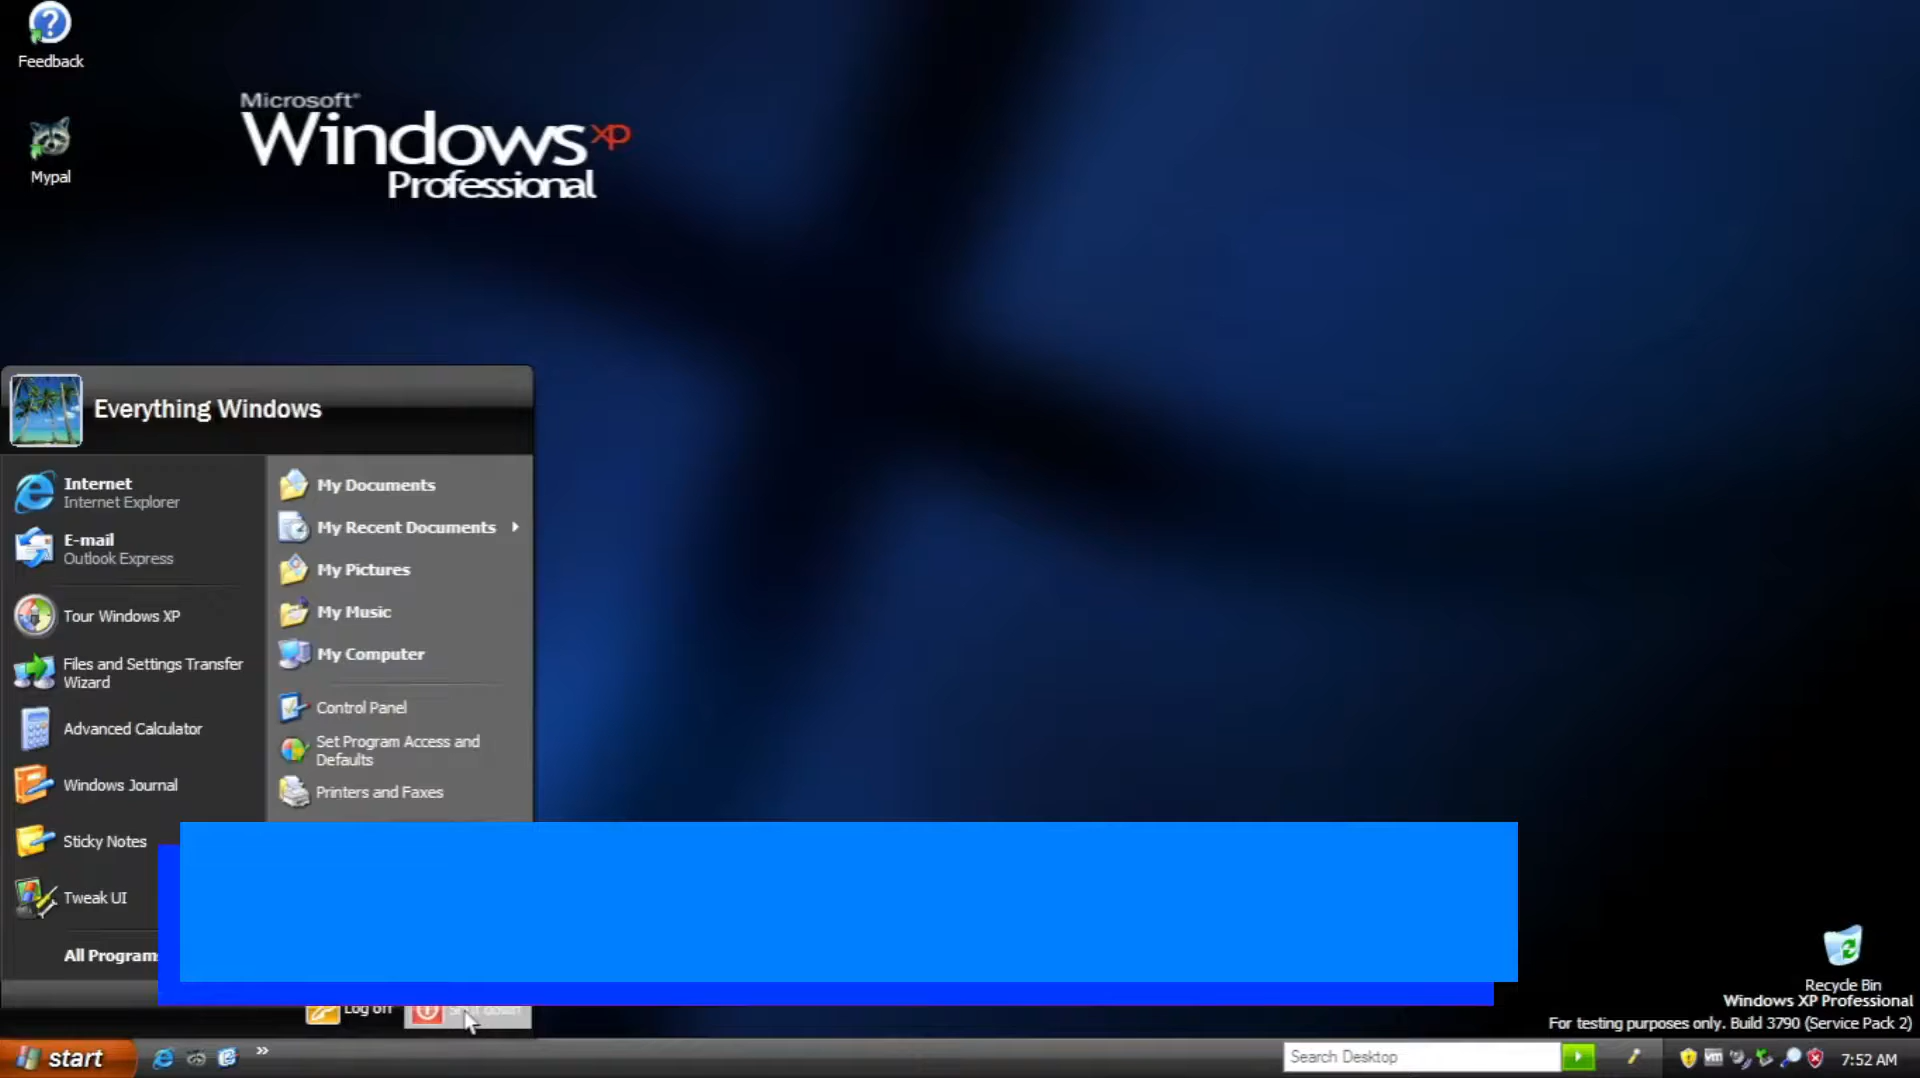 Feedback
Mypal
Microsoft®
Windows xp
Professional
Everything Windows
Internet
Internet Explorer
E-mail
Outlook Express
Tour Windows XP
Files and Settings Transfer
Wizard
Advanced Calculator
Windows Journal
Sticky Notes
Tweak UI
All Program
My Documents
My Recent Documents
My Pictures
My Music
My Computer
Control Panel
Set Program Access and
Defaults
Printers and Faxes
Log off
Recycle Bin
Windows XP Professional
For testing purposes only. Build 3790 (Service Pack 2)
start
»
Search Desktop
vm
7:52 AM